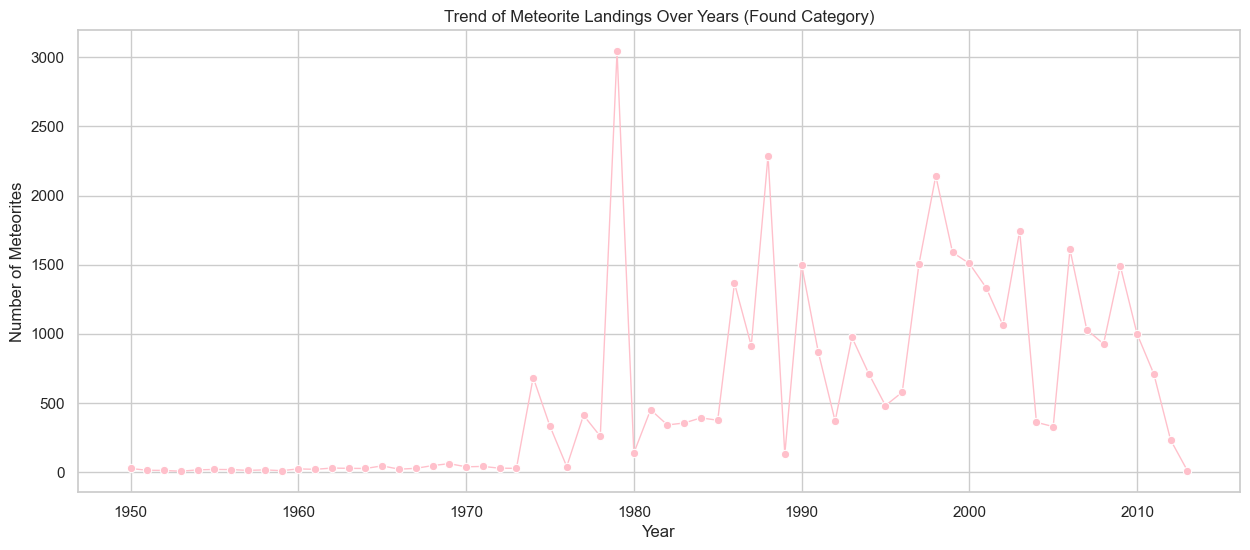 Trend of Meteorite Landings Over Years (Found Category)
3000
2500
2000
1500
1000
500
0
Number of Meteorites
1950 1960 1970 1980 1990 2000 2010
Year